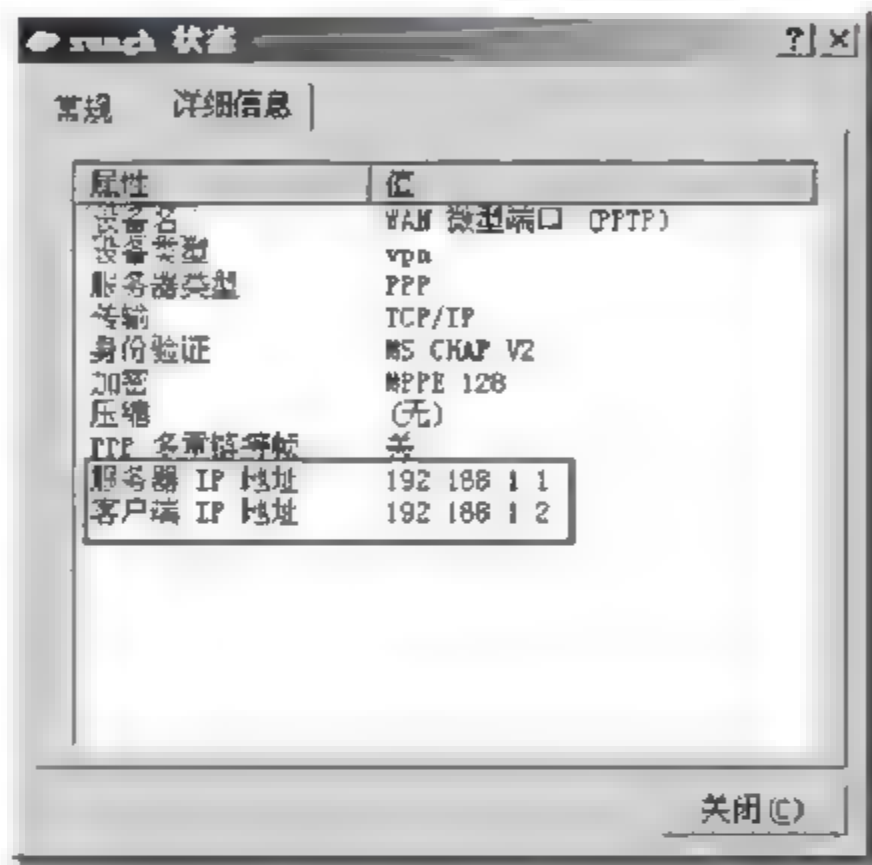 状态
常规 详细信息
属性 值
设备名 WAN 微型端口 (PPTP)
设备类型 vpn
服务器类型 PPP
传输 TCP/IP
身份验证 MS CHAP V2
加密 MPPE 128
压缩 (无)
PPP 多重链接帧 关
服务器 IP 地址 192 168 1 1
客户端 IP 地址 192 168 1 2
关闭(C)